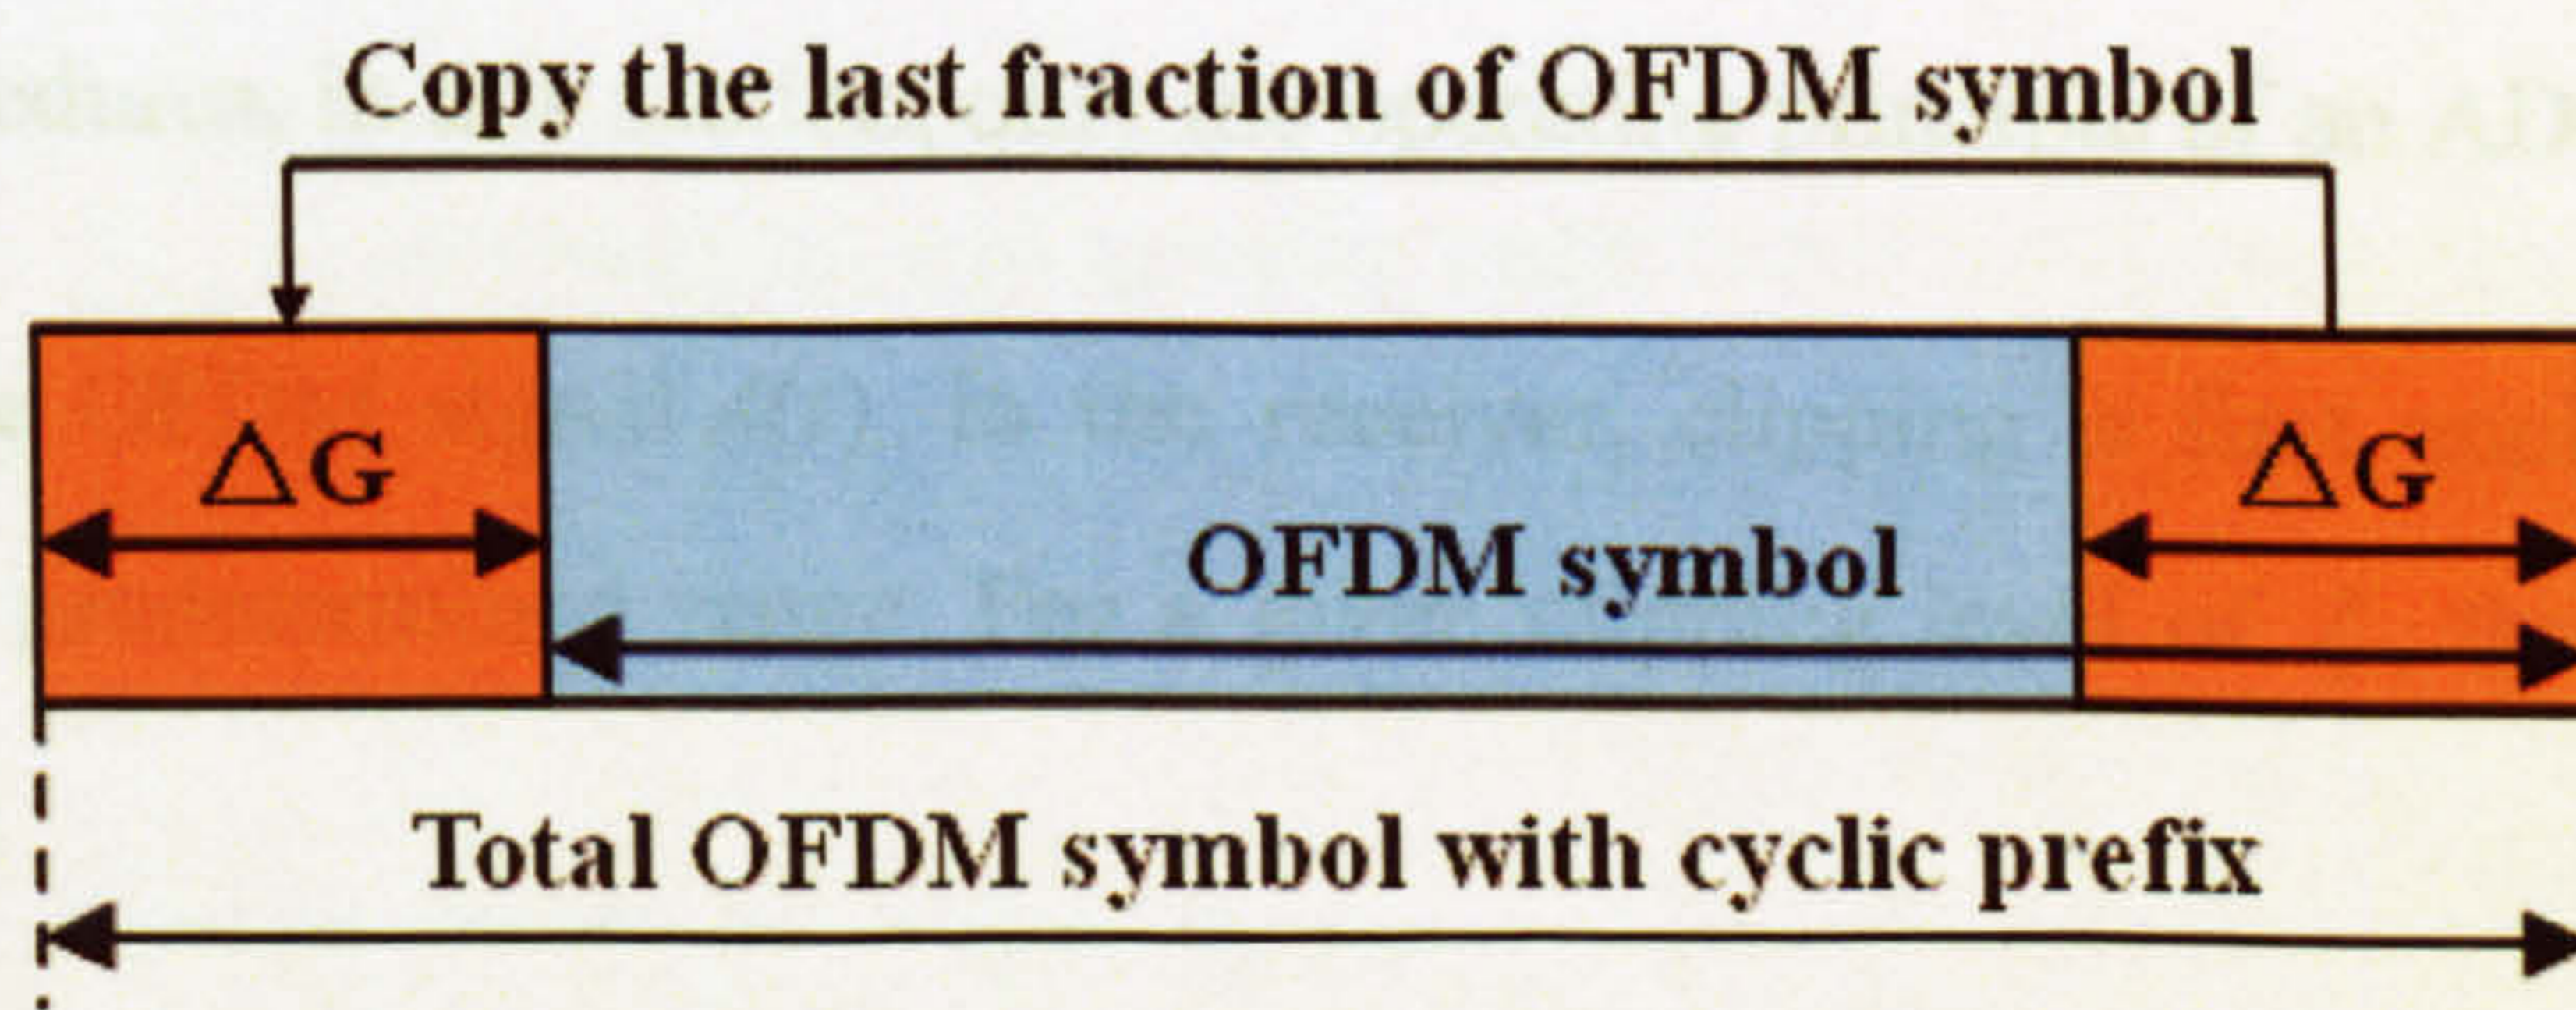 Copy the last fraction of OFDM symbol
△G
△G
OFDM symbol
Total OFDM symbol with cyclic prefix